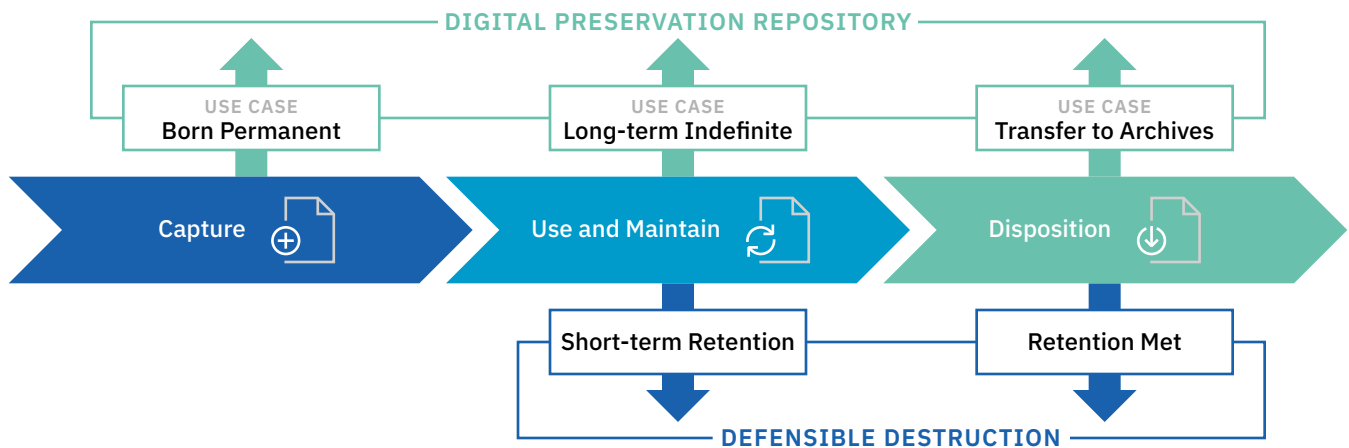 DIGITAL PRESERVATION REPOSITORY
USE CASE
Born Permanent
USE CASE
Long-term Indefinite
USE CASE
Transfer to Archives
Capture
Use and Maintain
Disposition
Short-term Retention
Retention Met
DEFENSIBLE DESTRUCTION